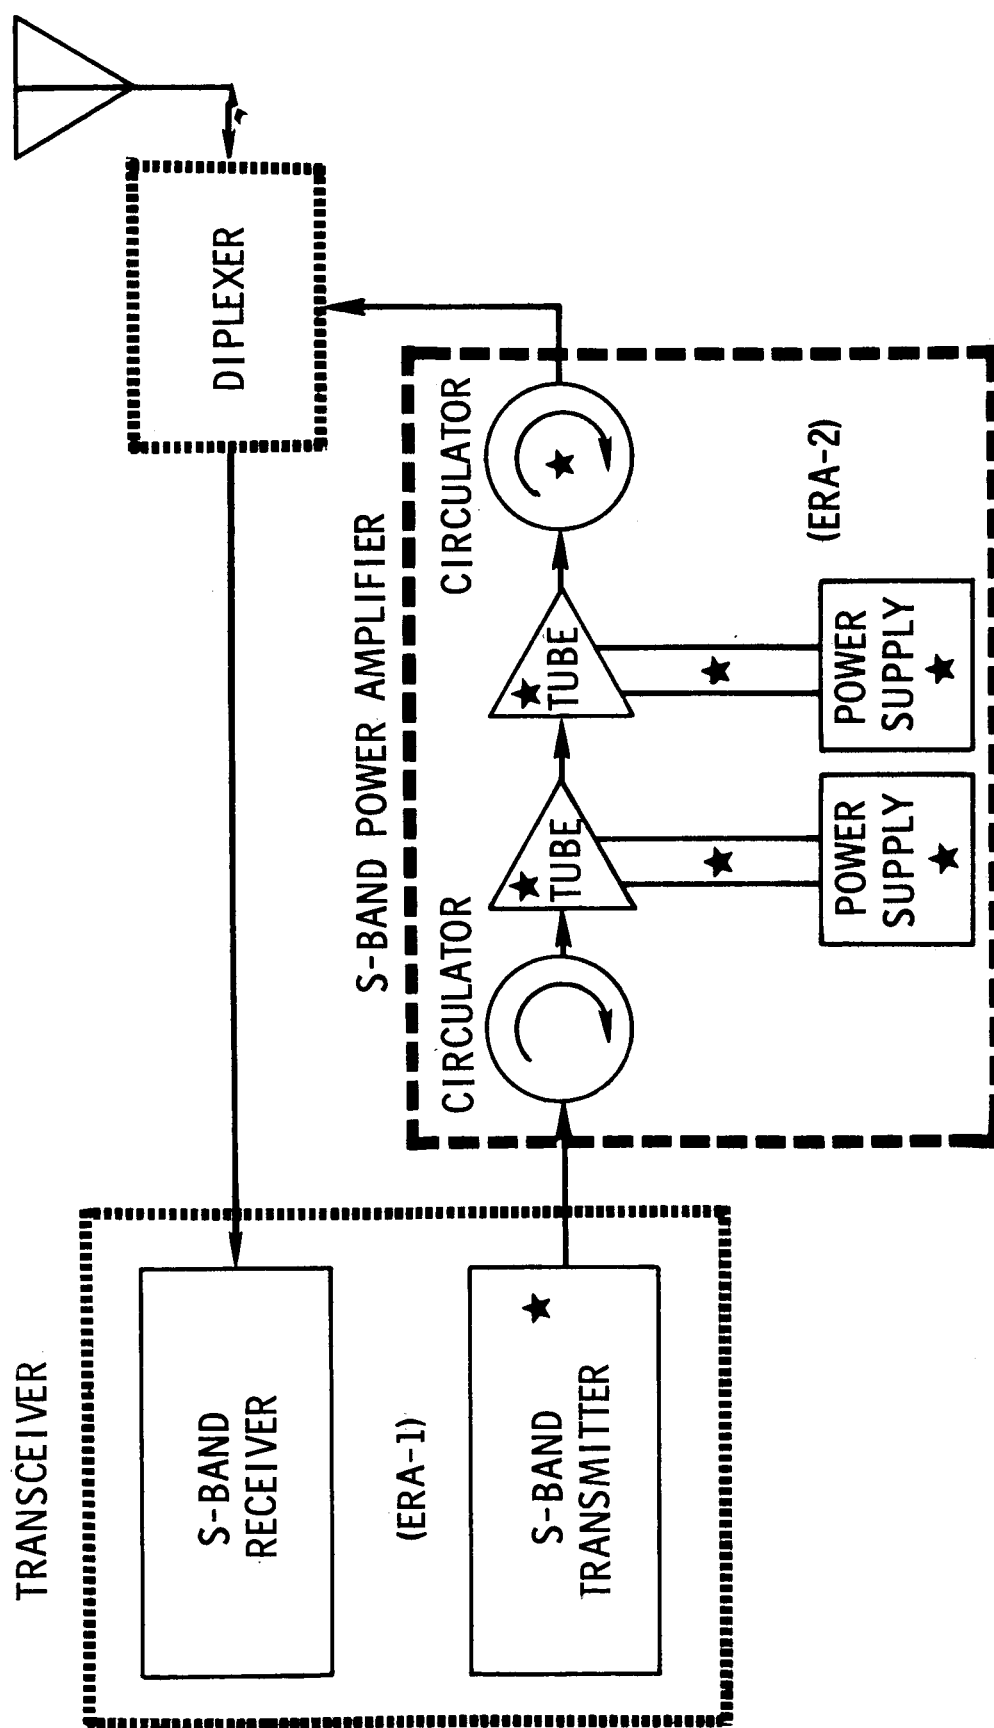 TRANSCEIVER
S-BAND
RECEIVER
(ERA-1)
S-BAND
TRANSMITTER
DIPLEXER
S-BAND POWER AMPLIFIER
CIRCULATOR
CIRCULATOR
TUBE
TUBE
POWER
SUPPLY
POWER
SUPPLY
(ERA-2)